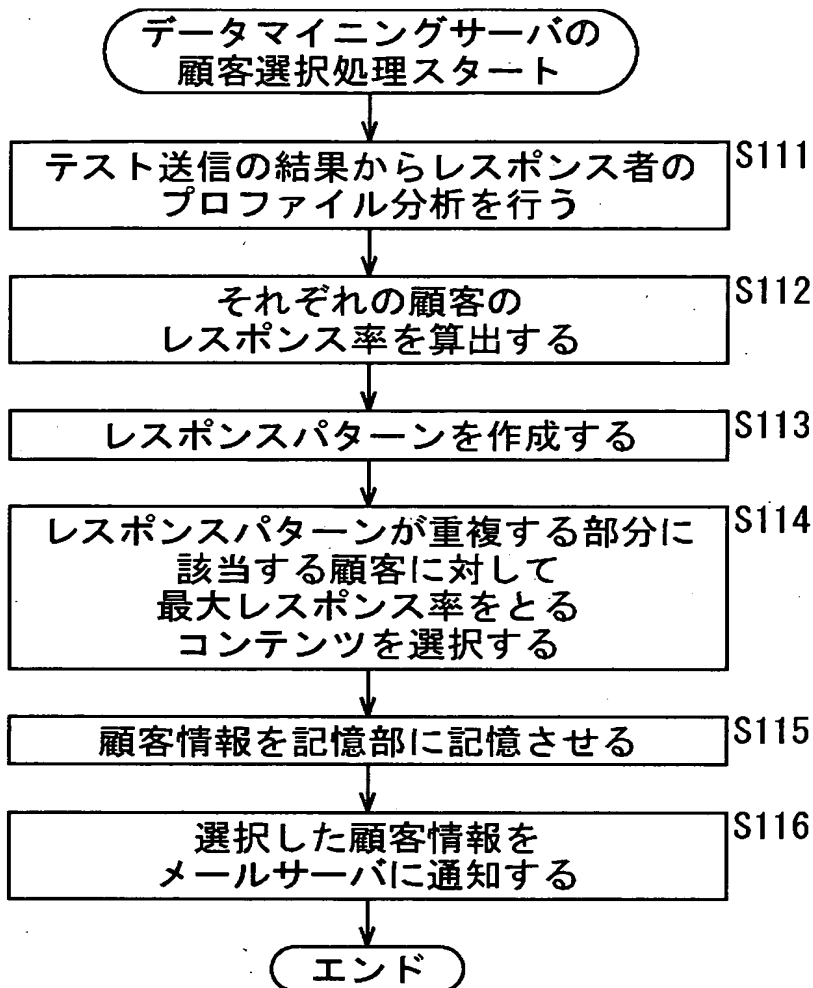 データマイニングサーバの
顧客選択処理スタート
S111
テスト送信の結果からレスポンス者の
プロファイル分析を行う
S112
それぞれの顧客の
レスポンス率を算出する
S113
レスポンスパターンを作成する
S114
レスポンスパターンが重複する部分に
該当する顧客に対して
最大レスポンス率をとる
コンテンツを選択する
S115
顧客情報を記憶部に記憶させる
S116
選択した顧客情報を
メールサーバに通知する
エンド